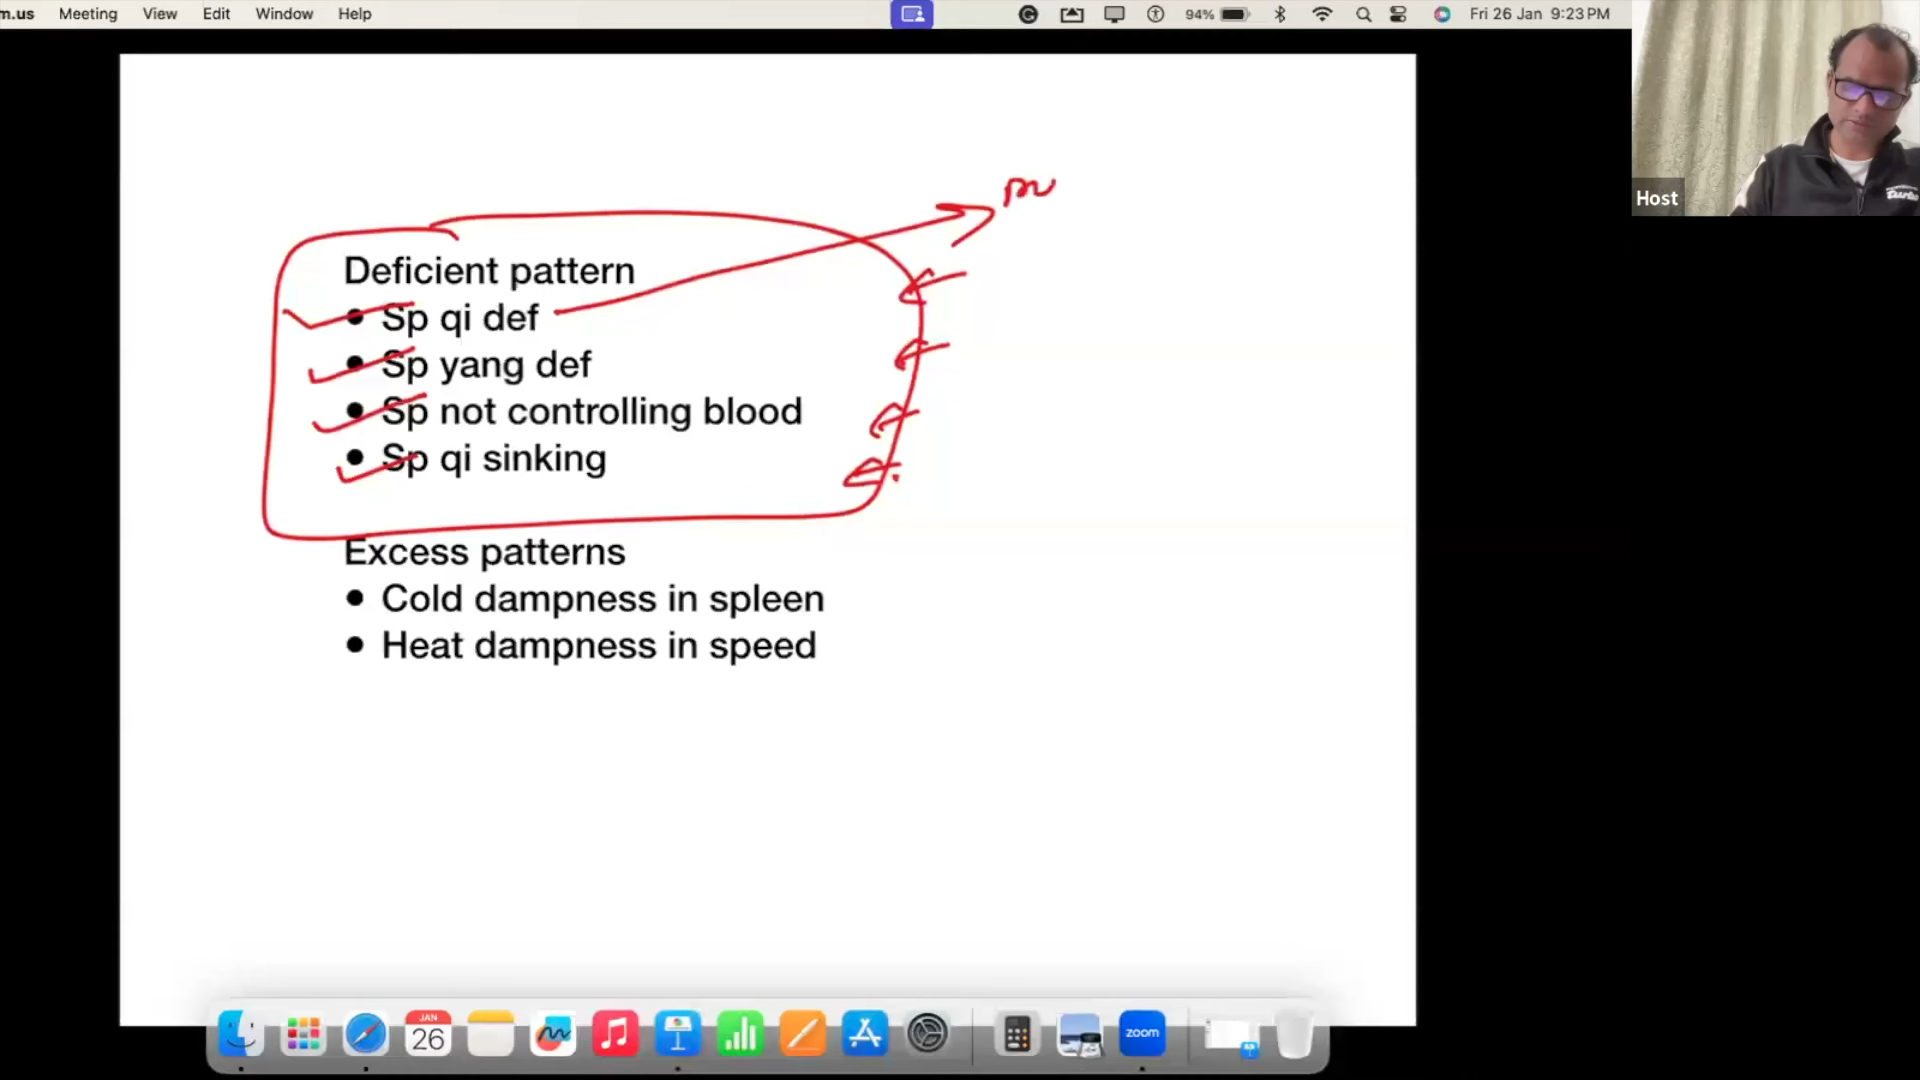 m.us Meeting View Edit Window Help 94% Fri 26 Jan 9:23 PM
Host
Deficient pattern
• Sp qi def
• Sp yang def
• Sp not controlling blood
• Sp qi sinking
Excess patterns
• Cold dampness in spleen
• Heat dampness in speed
JAN
26
zoom